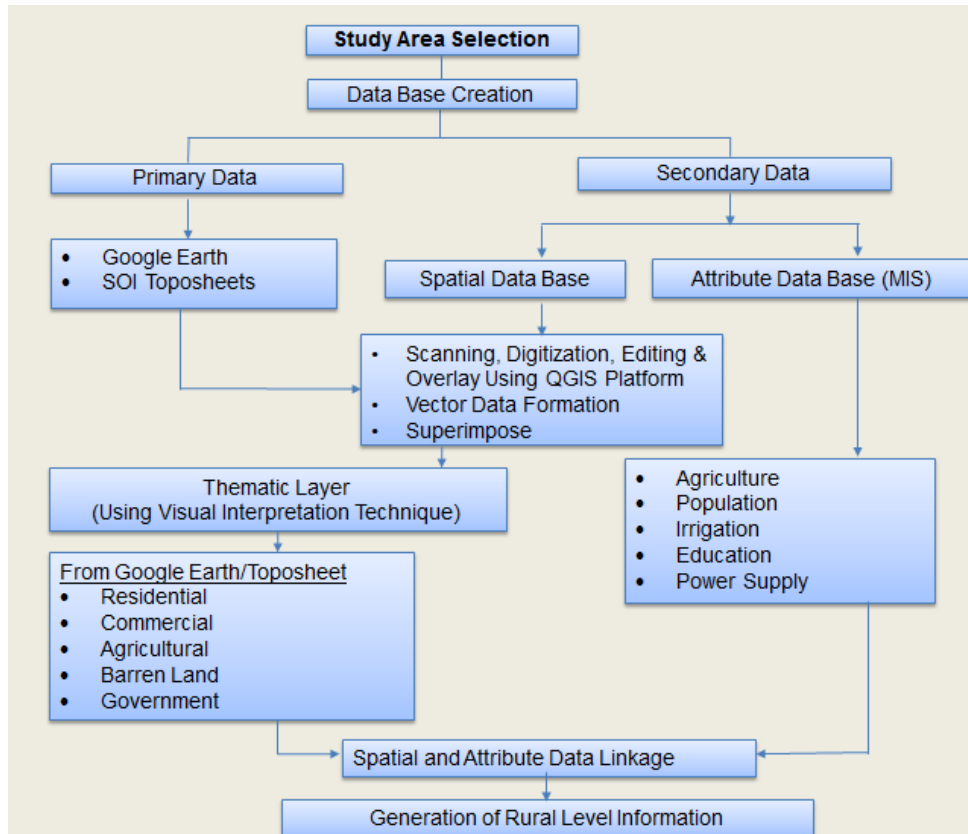 Study Area Selection
Data Base Creation
Primary Data
Secondary Data
• Google Earth
• SOI Toposheets
Spatial Data Base
Attribute Data Base (MIS)
• Scanning, Digitization, Editing &
Overlay Using QGIS Platform
• Vector Data Formation
• Superimpose
Thematic Layer
(Using Visual Interpretation Technique)
• Agriculture
• Population
• Irrigation
• Education
• Power Supply
From Google Earth/Toposheet
• Residential
• Commercial
• Agricultural
• Barren Land
• Government
Spatial and Attribute Data Linkage
Generation of Rural Level Information